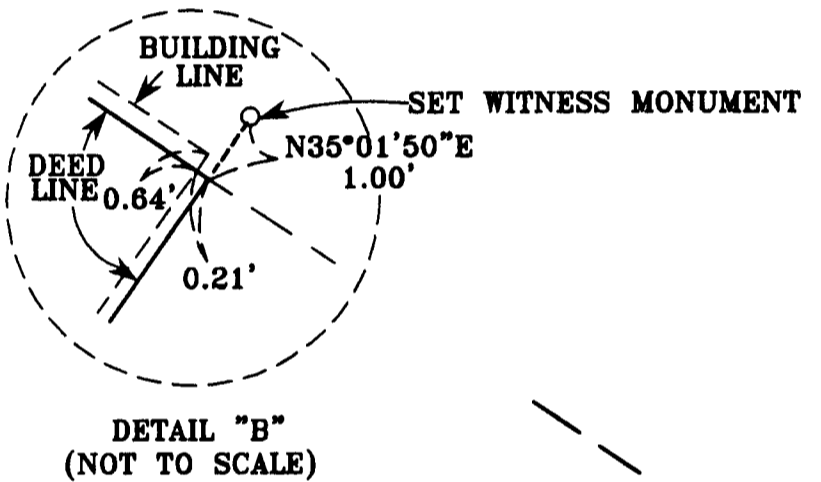 BUILDING
LINE
SET WITNESS MONUMENT
N35°01'50"E
1.00'
DEED
LINE
0.64'
0.21'
DETAIL "B"
(NOT TO SCALE)